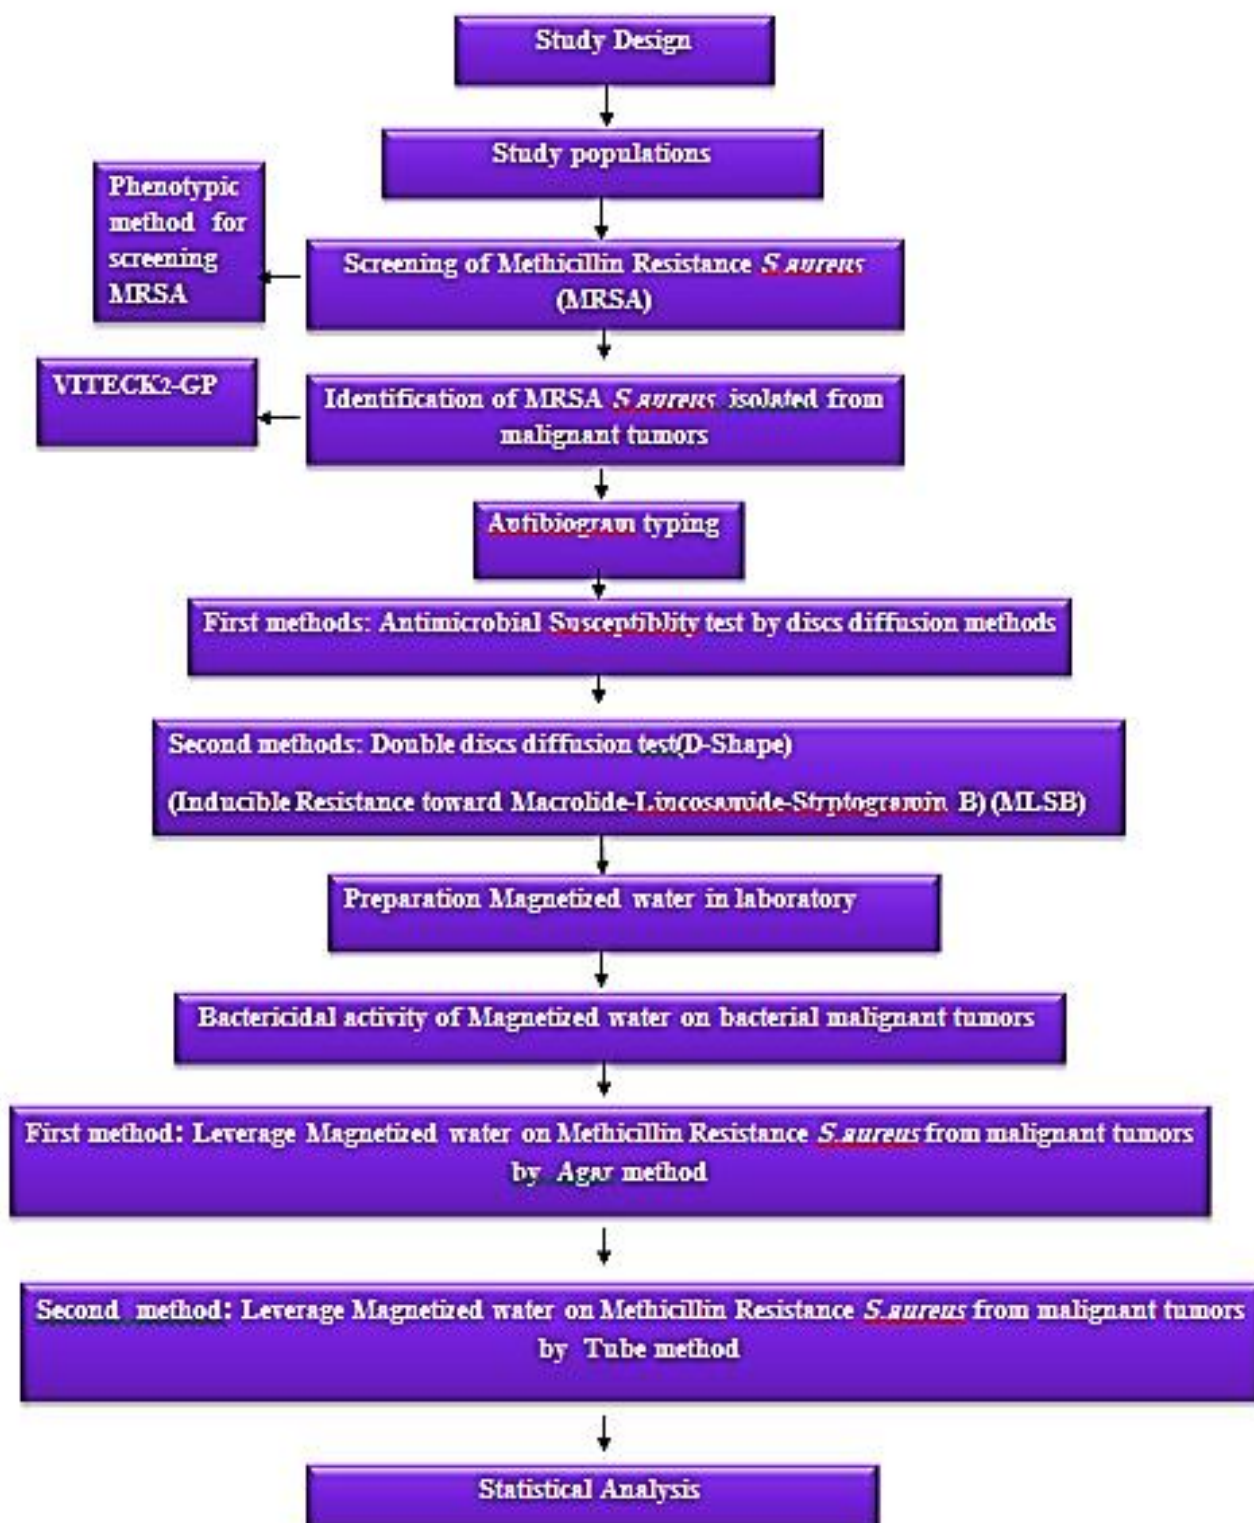 Study Design
Study populations
Phenotypic
method for
screening
MRSA
Screening of Methicillin Resistance S.aureus
(MRSA)
VITECK2-GP
Identification of MRSA S.aureus isolated from
malignant tumors
Antibiogram typing
First methods: Antimicrobial Susceptiblity test by discs diffusion methods
Second methods: Double discs diffusion test(D-Shape)
(Inducible Resistance toward Macrolide-Lincosamide-Strptogramin B) (MLSB)
Preparation Magnetized water in laboratory
Bactericidal activity of Magnetized water on bacterial malignant tumors
First method: Leverage Magnetized water on Methicillin Resistance S.aureus from malignant tumors
by Agar method
Second method: Leverage Magnetized water on Methicillin Resistance S.aureus from malignant tumors
by Tube method
Statistical Analysis